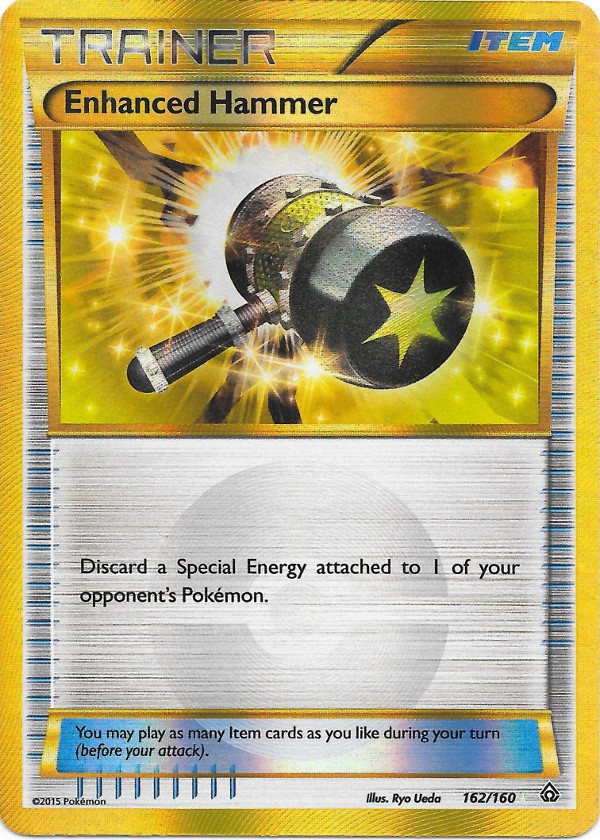 TRAINER
ITEM
Enhanced Hammer
Discard a Special Energy attached to 1 of your
opponent's Pokémon.
You may play as many Item cards as you like during your turn
(before your attack).
©2015 Pokémon
Illus. Ryo Ueda
162/160